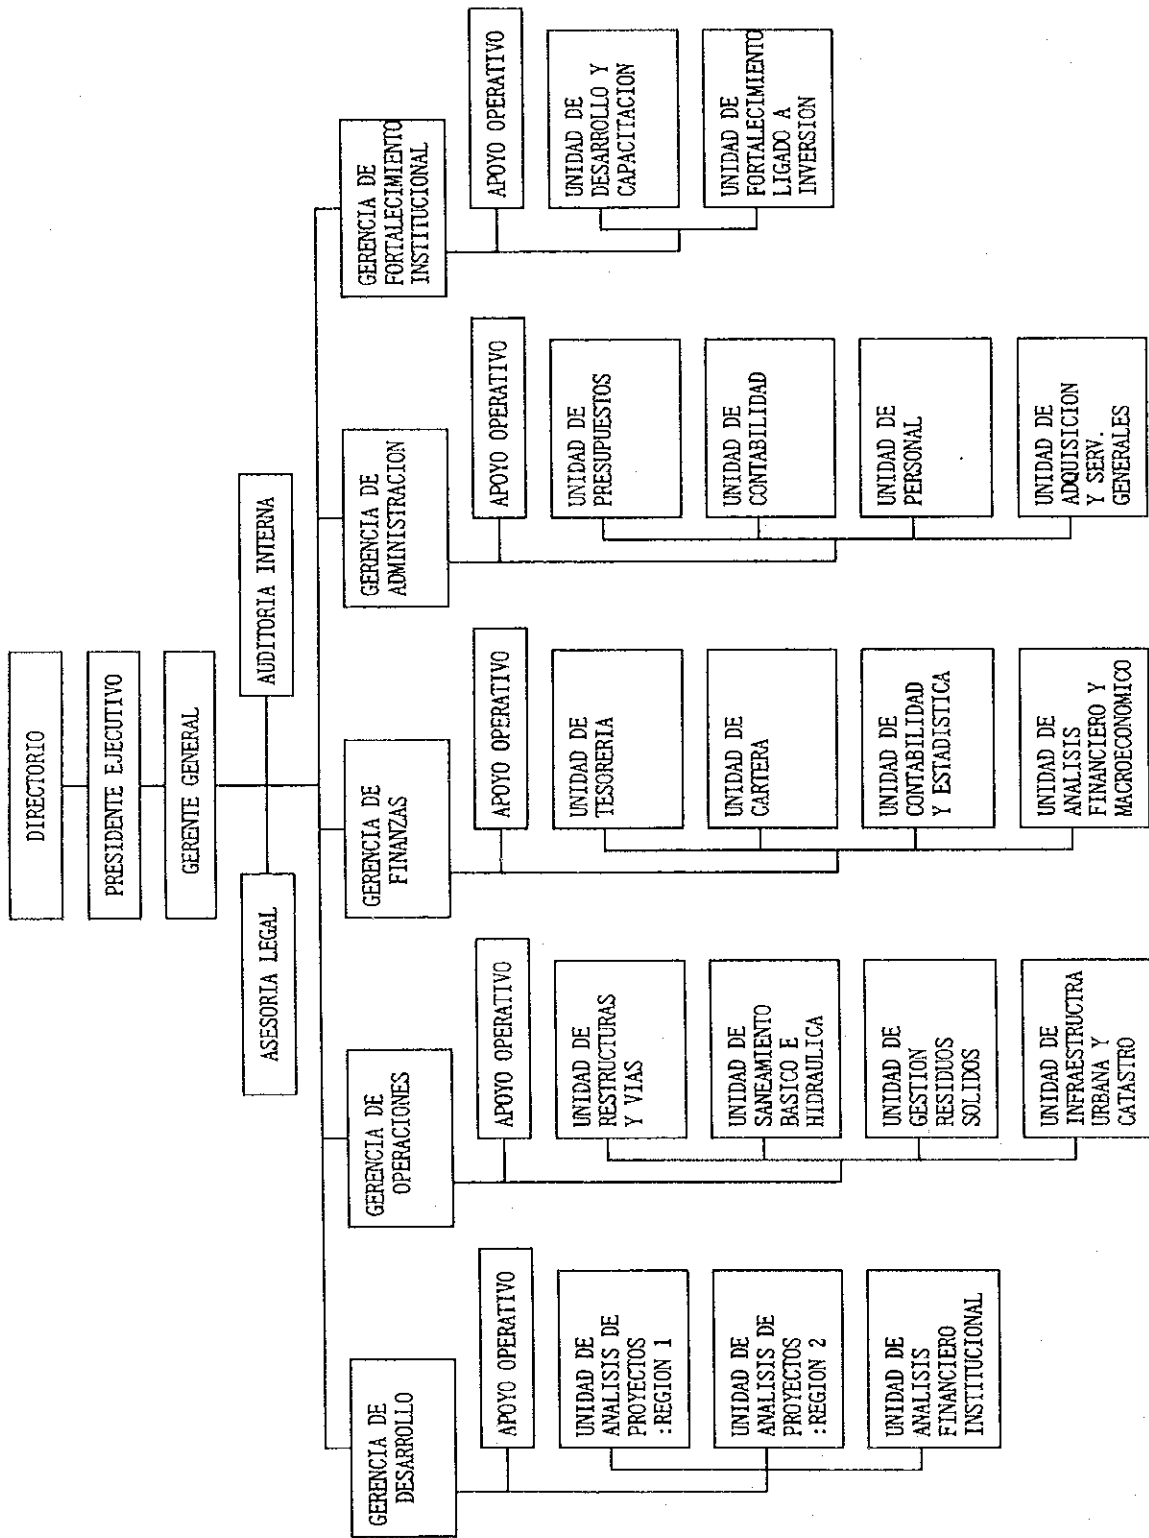 DIRECTORIO
PRESIDENTE EJECUTIVO
GERENTE GENERAL
ASESORIA LEGAL
AUDITORIA INTERNA
GERENCIA DE
DESARROLLO
APOYO OPERATIVO
UNIDAD DE
ANALISIS DE
PROYECTOS
:REGION 1
UNIDAD DE
ANALISIS DE
PROYECTOS
:REGION 2
UNIDAD DE
ANALISIS
FINANCIERO
INSTITUCIONAL
GERENCIA DE
OPERACIONES
APOYO OPERATIVO
UNIDAD DE
RESTRUCTURAS
Y VIAS
UNIDAD DE
SANEAMIENTO
BASICO E
HIDRAULICA
UNIDAD DE
GESTION
RESIDUOS
SOLIDOS
UNIDAD DE
INFRAESTRUCTRA
URBANA Y
CATASTRO
GERENCIA DE
FINANZAS
APOYO OPERATIVO
UNIDAD DE
TESORERIA
UNIDAD DE
CARTERA
UNIDAD DE
CONTABILIDAD
Y ESTADISTICA
UNIDAD DE
ANALISIS
FINANCIERO Y
MACROECONOMICO
GERENCIA DE
ADMINISTRACION
APOYO OPERATIVO
UNIDAD DE
PRESUPUESTOS
UNIDAD DE
CONTABILIDAD
UNIDAD DE
PERSONAL
UNIDAD DE
ADQUISICION
Y SERV.
GENERALES
GERENCIA DE
FORTALECIMIENTO
INSTITUCIONAL
APOYO OPERATIVO
UNIDAD DE
DESARROLLO Y
CAPACITACION
UNIDAD DE
FORTALECIMIENTO
LIGADO A
INVERSION